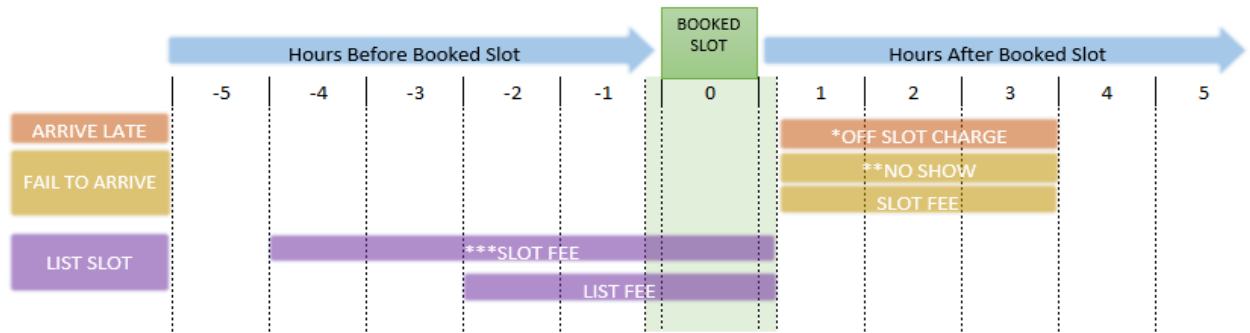 BOOKED
SLOT
Hours Before Booked Slot
Hours After Booked Slot
-5 -4 -3 -2 -1 0 1 2 3 4 5
ARRIVE LATE
*OFF SLOT CHARGE
FAIL TO ARRIVE
**NO SHOW
SLOT FEE
LIST SLOT
***SLOT FEE
LIST FEE